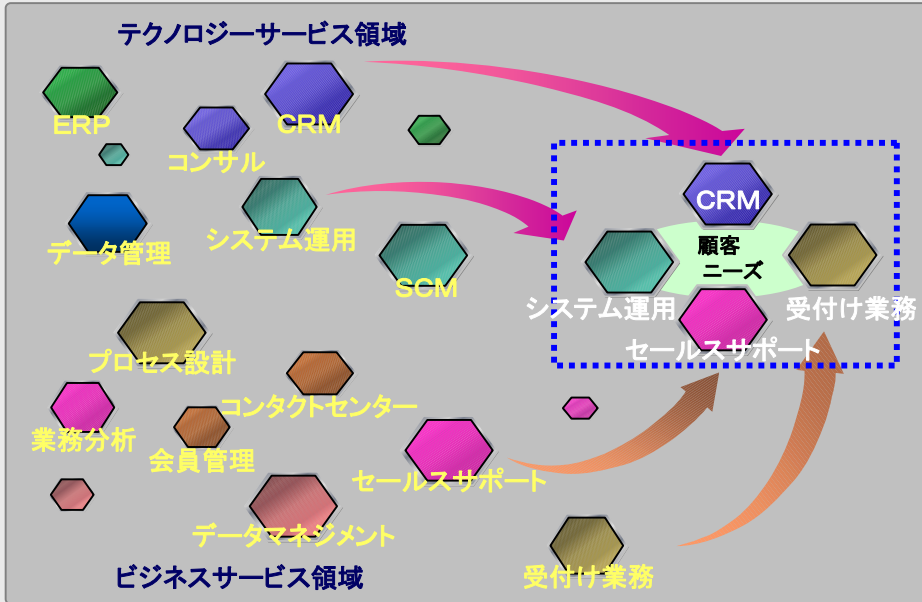 テクノロジーサービス領域
ERP
コンサル
CRM
データ管理
システム運用
SCM
CRM
顧客
ニーズ
システム運用
受付け業務
セールスサポート
プロセス設計
コンタクトセンター
業務分析
会員管理
セールスサポート
データマネジメント
受付け業務
ビジネスサービス領域